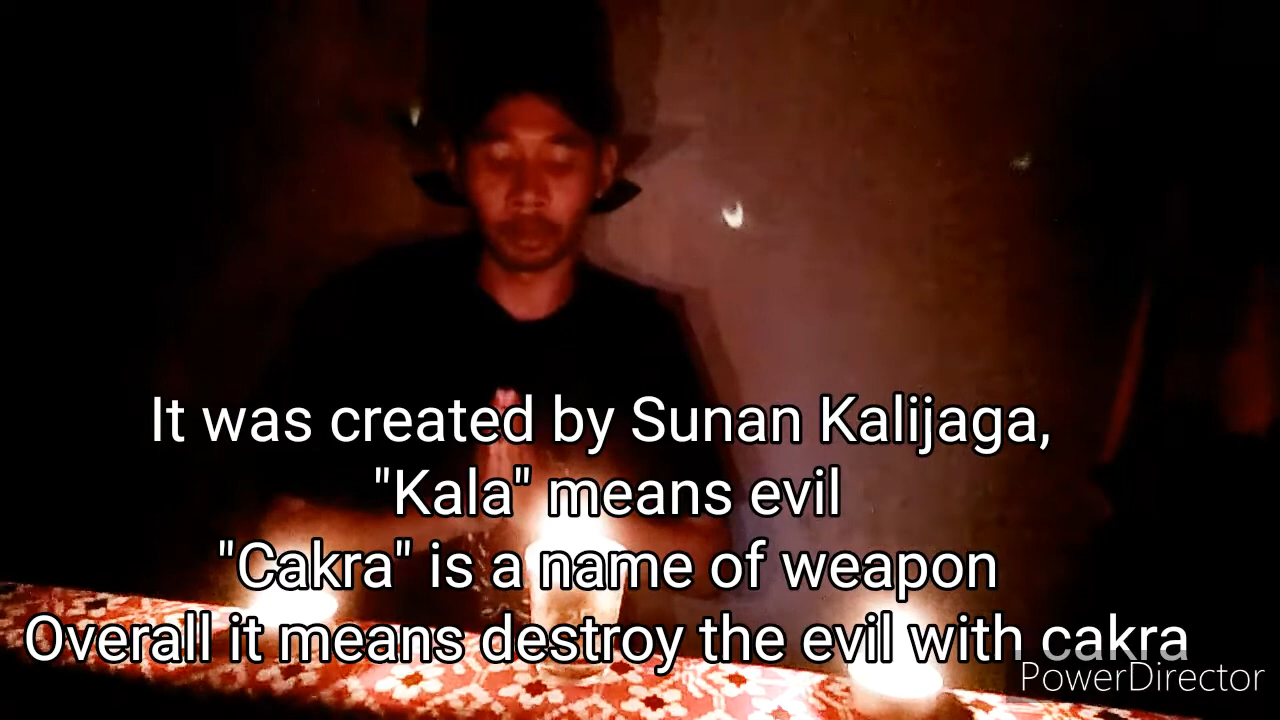 It was created by Sunan Kalijaga,
"Kala" means evil
"Cakra" is a name of weapon
Overall it means destroy the evil with cakra
PowerDirector